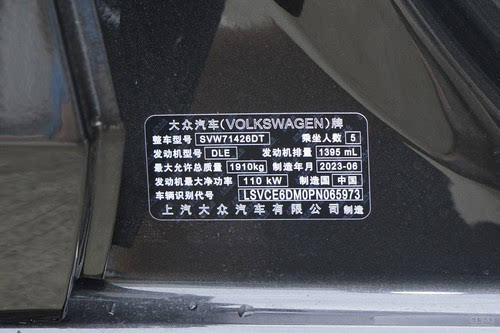 大众汽车(VOLKSWAGEN)牌
整车型号 SVW71426DT 乘坐人数 5
发动机型号 DLE 发动机排量 1395 mL
最大允许总质量 1910kg 制造年月 2023-06
发动机最大净功率 110 kW 制造国 中国
车辆识别代号 LSVCE6DM0PN065973
上汽大众汽车有限公司 制造